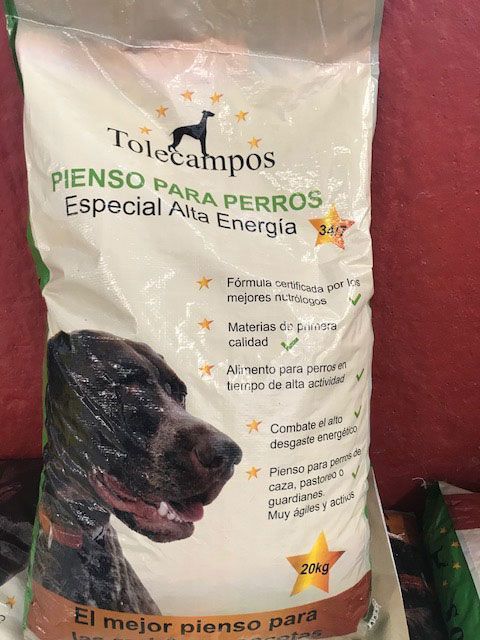 Tolecampos
PIENSO PARA PERROS
Especial Alta Energía
Fórmula certificada por los
mejores nutrólogos
Materias de primera
calidad
Alimento para perros en
tiempo de alta actividad
Combate el alto
desgaste energético
Pienso para perros de
caza, pastoreo o
guardianes.
Muy ágiles y activos
20kg
El mejor pienso para